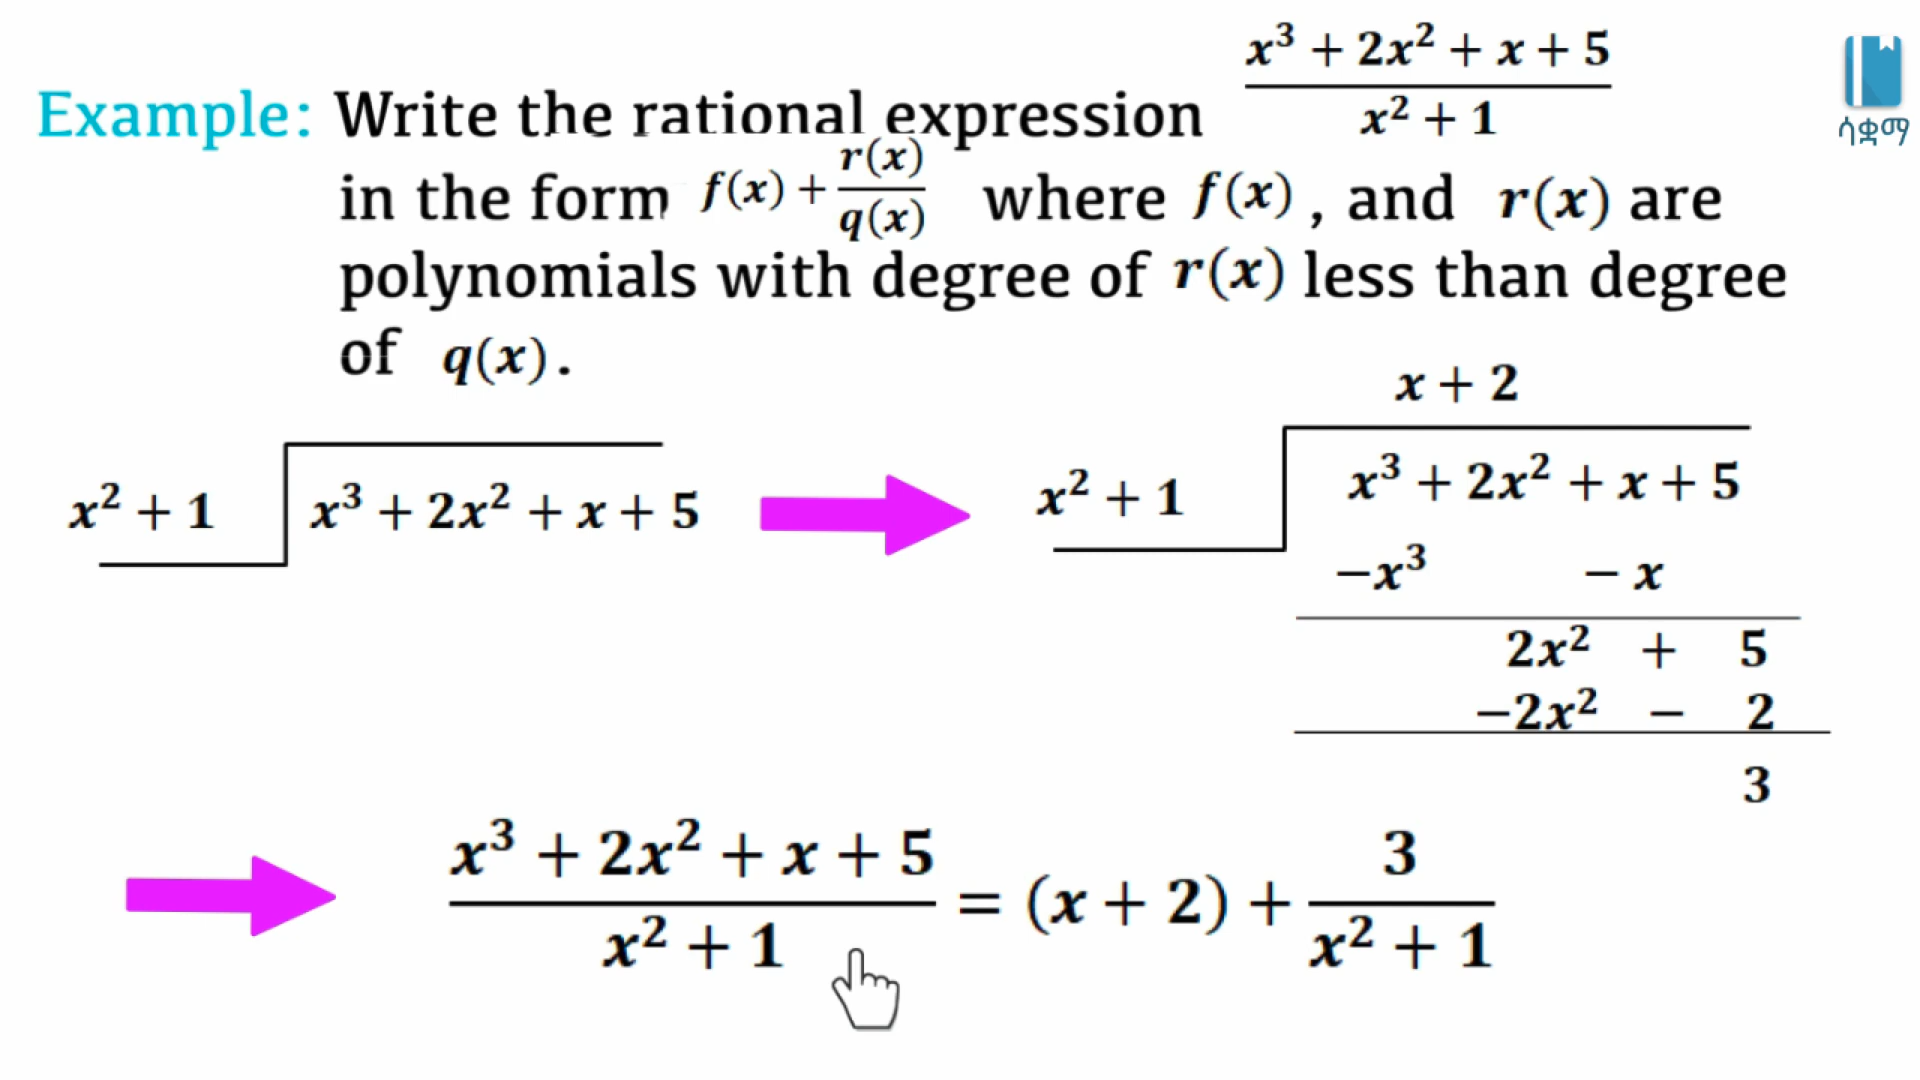 x³ + 2x² + x + 5
Example: Write the rational expression
x² + 1
ሳቋማ
r(x)
in the form f(x) + where f(x) , and r(x) are
q(x)
polynomials with degree of r(x) less than degree
of q(x).
x² + 1
x³ + 2x² + x + 5
x + 2
x² + 1
x³ + 2x² + x + 5
−x³ − x
2x² + 5
−2x² − 2
3
x³ + 2x² + x + 5
x² + 1
= (x + 2) +
3
x² + 1